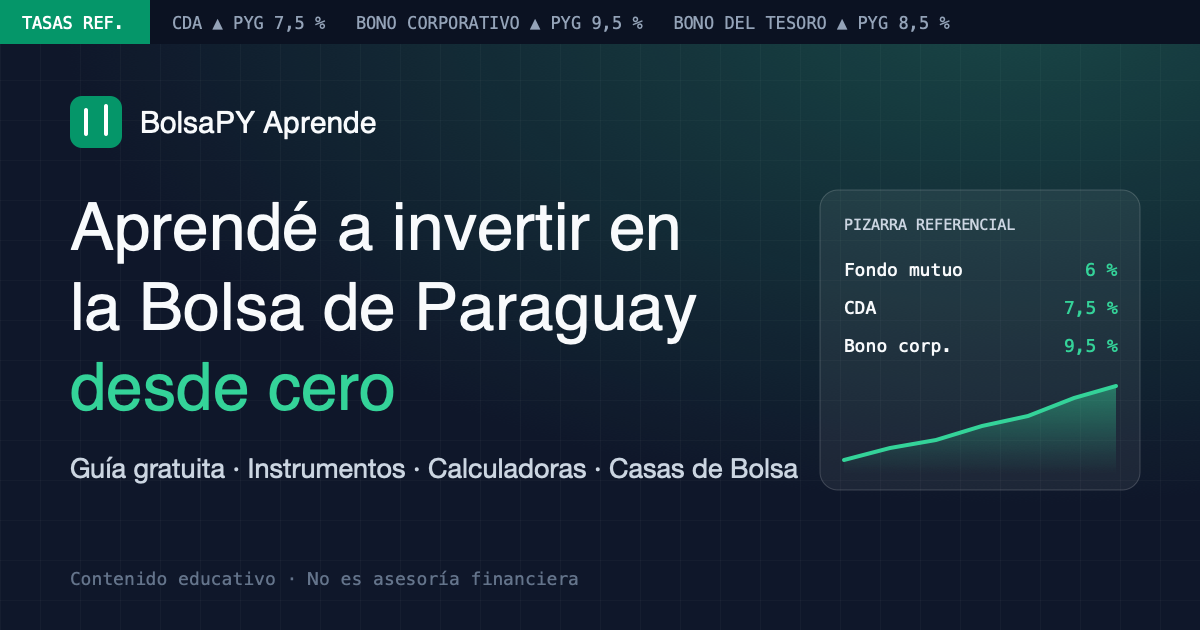 TASAS REF. CDA ▲ PYG 7,5 % BONO CORPORATIVO ▲ PYG 9,5 % BONO DEL TESORO ▲ PYG 8,5 %
BolsaPY Aprende
Aprendé a invertir en
la Bolsa de Paraguay
desde cero
Guía gratuita · Instrumentos · Calculadoras · Casas de Bolsa
PIZARRA REFERENCIAL
Fondo mutuo 6 %
CDA 7,5 %
Bono corp. 9,5 %
Contenido educativo · No es asesoría financiera